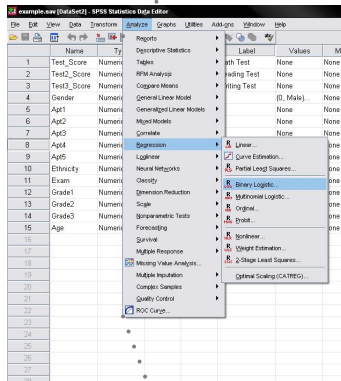 example.sav [DataSet2] - SPSS Statistics Data Editor
File Edit View Data Transform Analyze Graphs Utilities Add-ons Window Help
Name Ty Label Values M
1 Test_Score Numeric ath Test None None
2 Test2_Score Numeric eading Test None None
3 Test3_Score Numeric riting Test None None
4 Gender Numeric {0, Male}... None
5 Apt1 Numeric None None
6 Apt2 Numeric None None
7 Apt3 Numeric None None
8 Apt4 Numeric
9 Apt5 Numeric
10 Ethnicity Numeric
11 Exam Numeric
12 Grade1 Numeric
13 Grade2 Numeric
14 Grade3 Numeric
15 Age Numeric
16
17
18
19
20
21
22
23
24
25
26
27
Reports
Descriptive Statistics
Tables
RFM Analysis
Compare Means
General Linear Model
Generalized Linear Models
Mixed Models
Correlate
Regression
Loglinear
Neural Networks
Classify
Dimension Reduction
Scale
Nonparametric Tests
Forecasting
Survival
Multiple Response
Missing Value Analysis...
Multiple Imputation
Complex Samples
Quality Control
ROC Curve...
Linear...
Curve Estimation...
Partial Least Squares...
Binary Logistic...
Multinomial Logistic...
Ordinal...
Probit...
Nonlinear...
Weight Estimation...
2-Stage Least Squares...
Optimal Scaling (CATREG)...